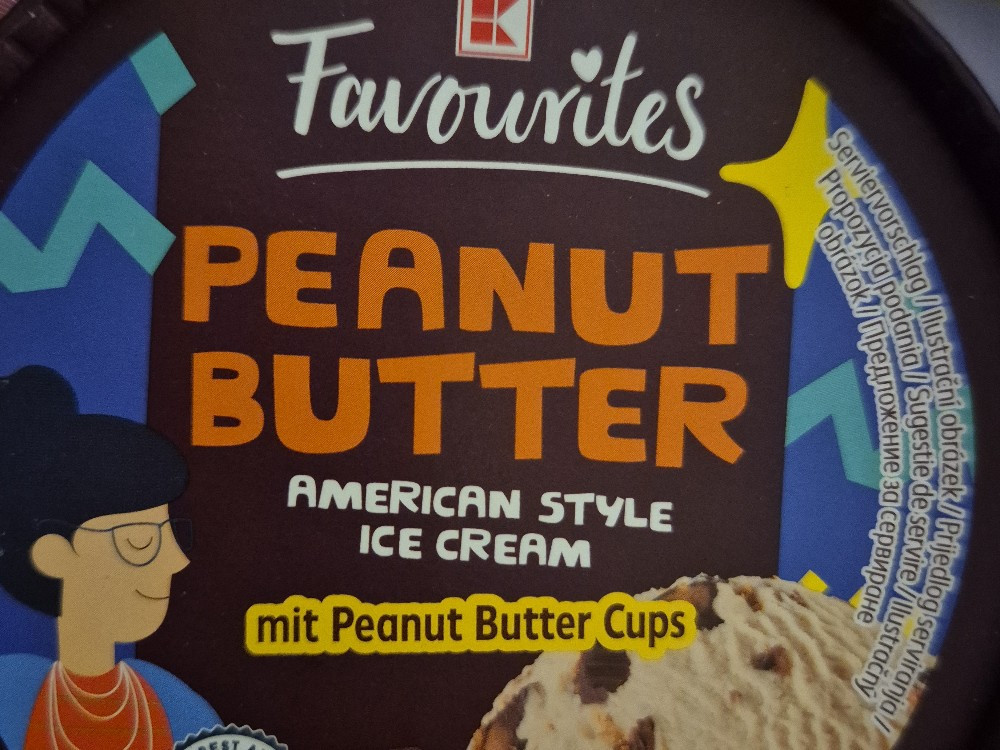 K
Favourites
PEANUT
BUTTER
AMERICAN STYLE
ICE CREAM
mit Peanut Butter Cups
Serviervorschlag // Ilustrační obrázek // Prijedlog serviranja //
Propozycja podania // Sugestie de servire // Ilustračný
obrázok // Предложение за сервиране